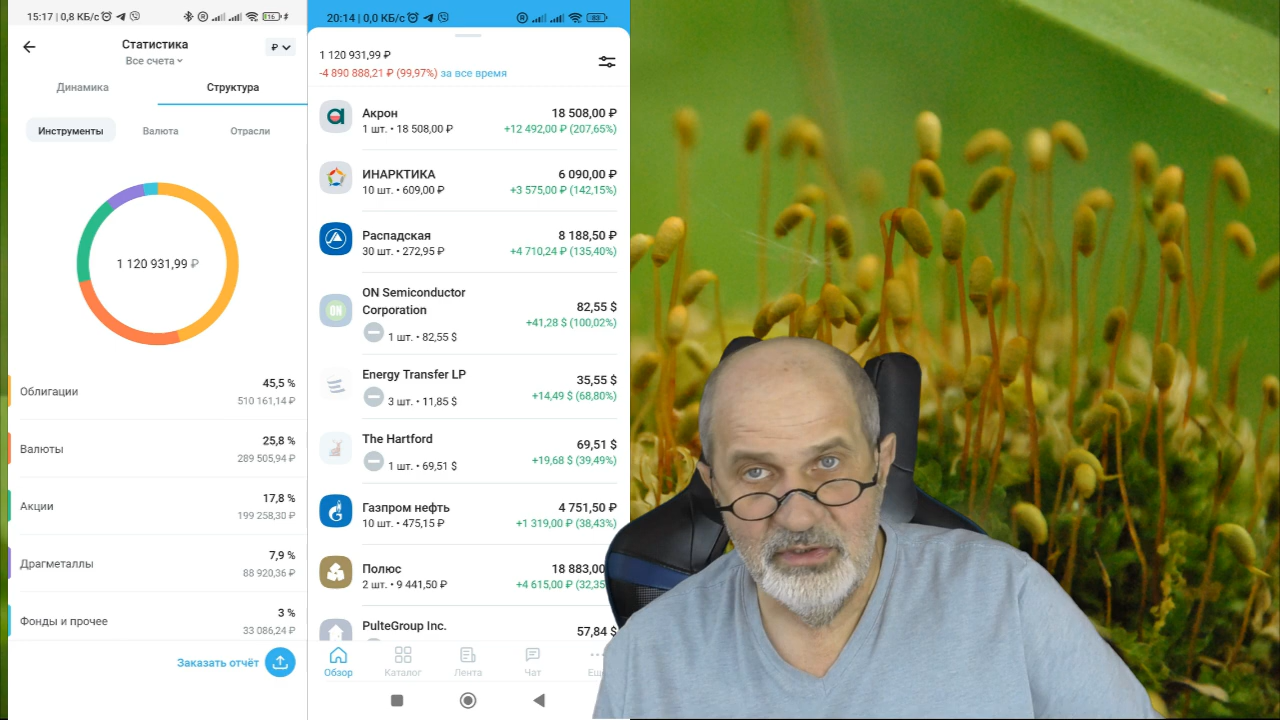 15:17 | 0,8 КБ/с
16
Статистика
₽
Все счета
Динамика
Структура
Инструменты
Валюта
Отрасли
1 120 931,99 ₽
Облигации
45,5 %
510 161,14 ₽
Валюты
25,8 %
289 505,94 ₽
Акции
17,8 %
199 258,30 ₽
Драгметаллы
7,9 %
88 920,36 ₽
Фонды и прочее
3 %
33 086,24 ₽
Заказать отчёт
20:14 | 0,0 КБ/с
83
1 120 931,99 ₽
-4 890 888,21 ₽ (99,97%) за все время
Акрон
18 508,00 ₽
1 шт. • 18 508,00 ₽
+12 492,00 ₽ (207,65%)
ИНАРКТИКА
6 090,00 ₽
10 шт. • 609,00 ₽
+3 575,00 ₽ (142,15%)
Распадская
8 188,50 ₽
30 шт. • 272,95 ₽
+4 710,24 ₽ (135,40%)
ON
ON Semiconductor
Corporation
82,55 $
1 шт. • 82,55 $
+41,28 $ (100,02%)
Energy Transfer LP
35,55 $
3 шт. • 11,85 $
+14,49 $ (68,80%)
The Hartford
69,51 $
1 шт. • 69,51 $
+19,68 $ (39,49%)
Газпром нефть
4 751,50 ₽
10 шт. • 475,15 ₽
+1 319,00 ₽ (38,43%)
Полюс
18 883,00
2 шт. • 9 441,50 ₽
+4 615,00 ₽ (32,35
PulteGroup Inc.
57,84 $
Обзор
Каталог
Лента
Чат
Ещ